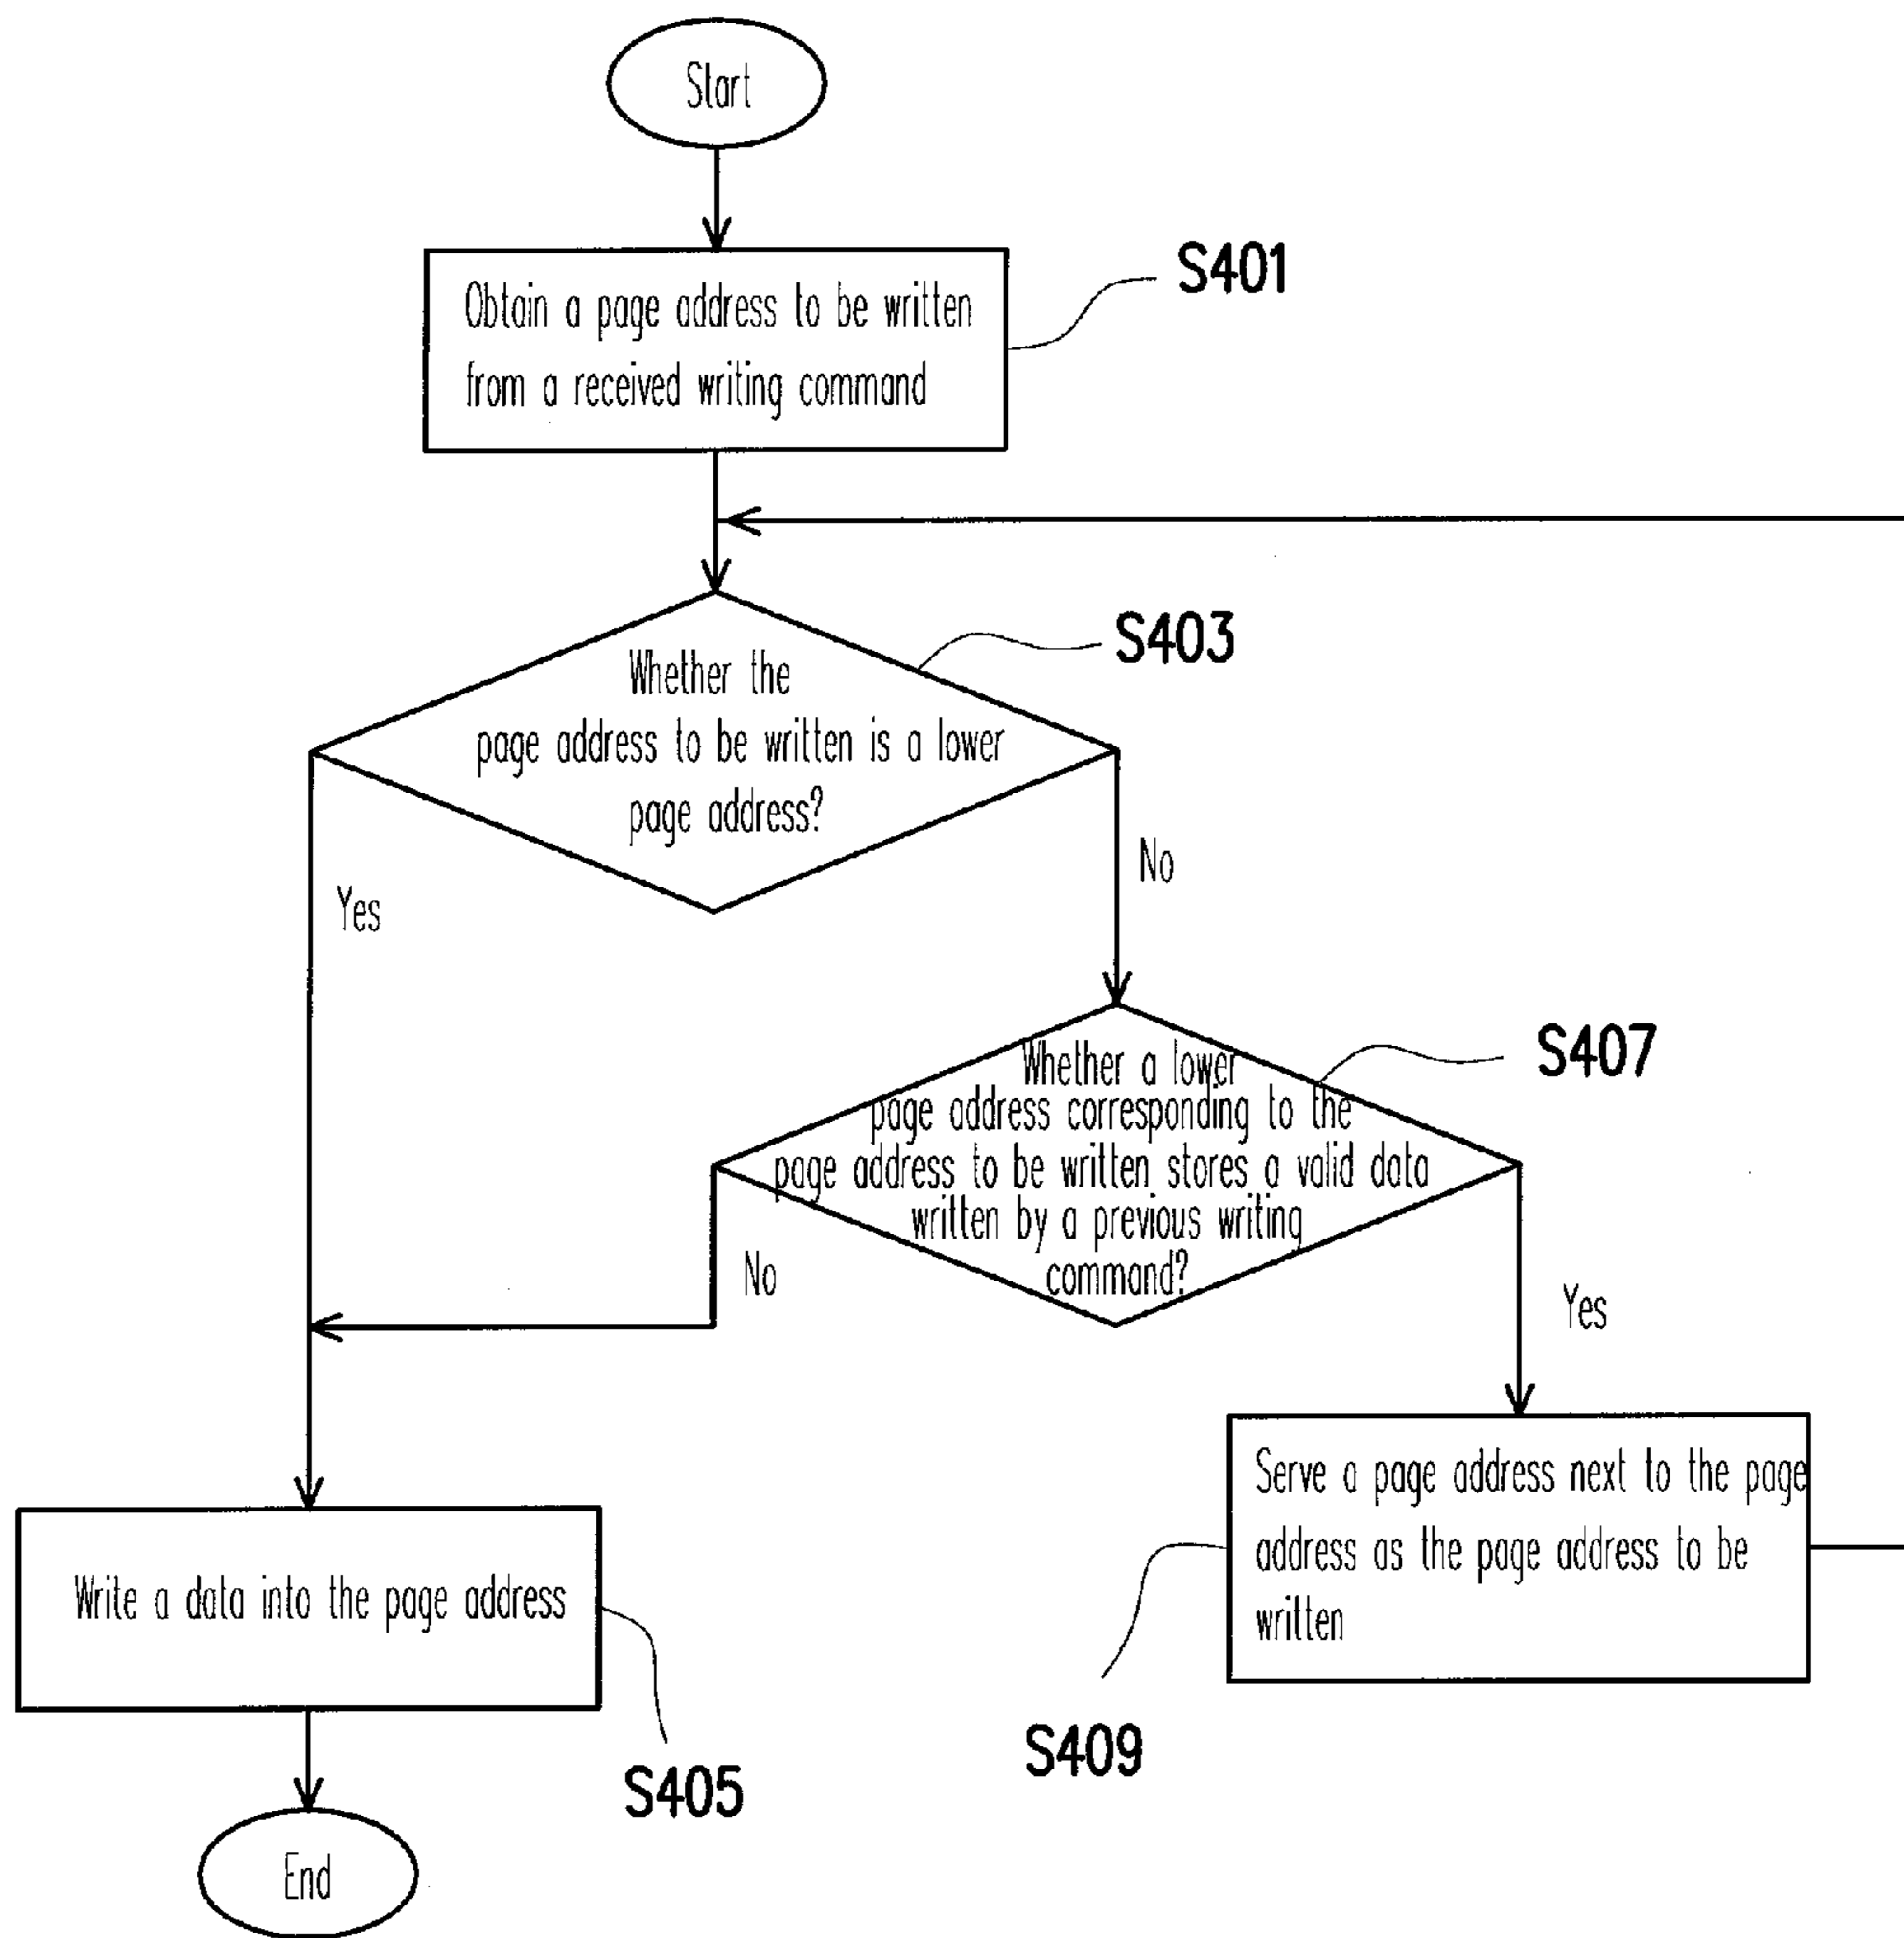 Start
Obtain a page address to be written
from a received writing command
S401
Whether the
page address to be written is a lower
page address?
S403
Yes
No
Whether a lower
page address corresponding to the
page address to be written stores a valid data
written by a previous writing
command?
S407
No
Yes
Serve a page address next to the page
address as the page address to be
written
S409
Write a data into the page address
S405
End